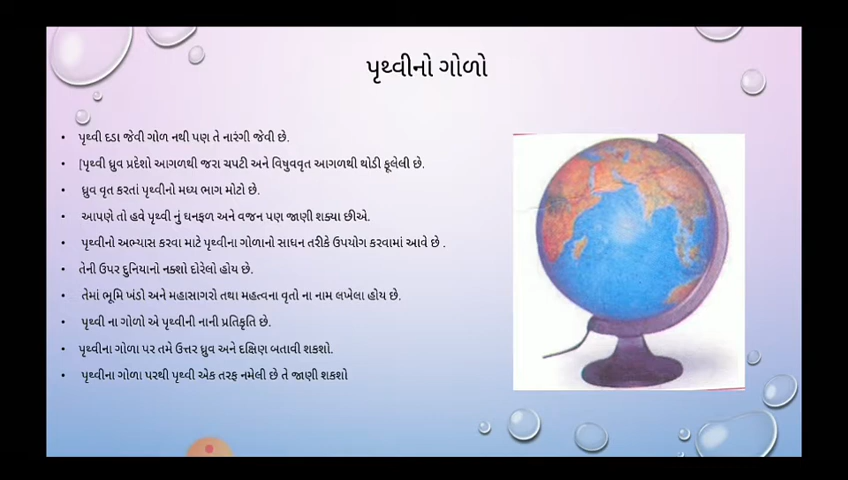 પૃથ્વીનો ગોળો
• પૃથ્વી દડા જેવી ગોળ નથી પણ તે નારંગી જેવી છે.
• [પૃથ્વી ધ્રુવ પ્રદેશો આગળથી જરા ચપટી અને વિષુવવૃત આગળથી થોડી ફૂલેલી છે.
• ધ્રુવ વૃત કરતાં પૃથ્વીનો મધ્ય ભાગ મોટો છે.
• આપણે તો હવે પૃથ્વી નું ઘનફળ અને વજન પણ જાણી શક્યા છીએ.
• પૃથ્વીનો અભ્યાસ કરવા માટે પૃથ્વીના ગોળાનો સાધન તરીકે ઉપયોગ કરવામાં આવે છે .
• તેની ઉપર દુનિયાનો નક્શો દોરેલો હોય છે.
• તેમાં ભૂમિ ખંડો અને મહાસાગરો તથા મહત્વના વૃતો ના નામ લખેલા હોય છે.
• પૃથ્વી ના ગોળો એ પૃથ્વીની નાની પ્રતિકૃતિ છે.
• પૃથ્વીના ગોળા પર તમે ઉત્તર ધ્રુવ અને દક્ષિણ બતાવી શકશો.
• પૃથ્વીના ગોળા પરથી પૃથ્વી એક તરફ નમેલી છે તે જાણી શકશો